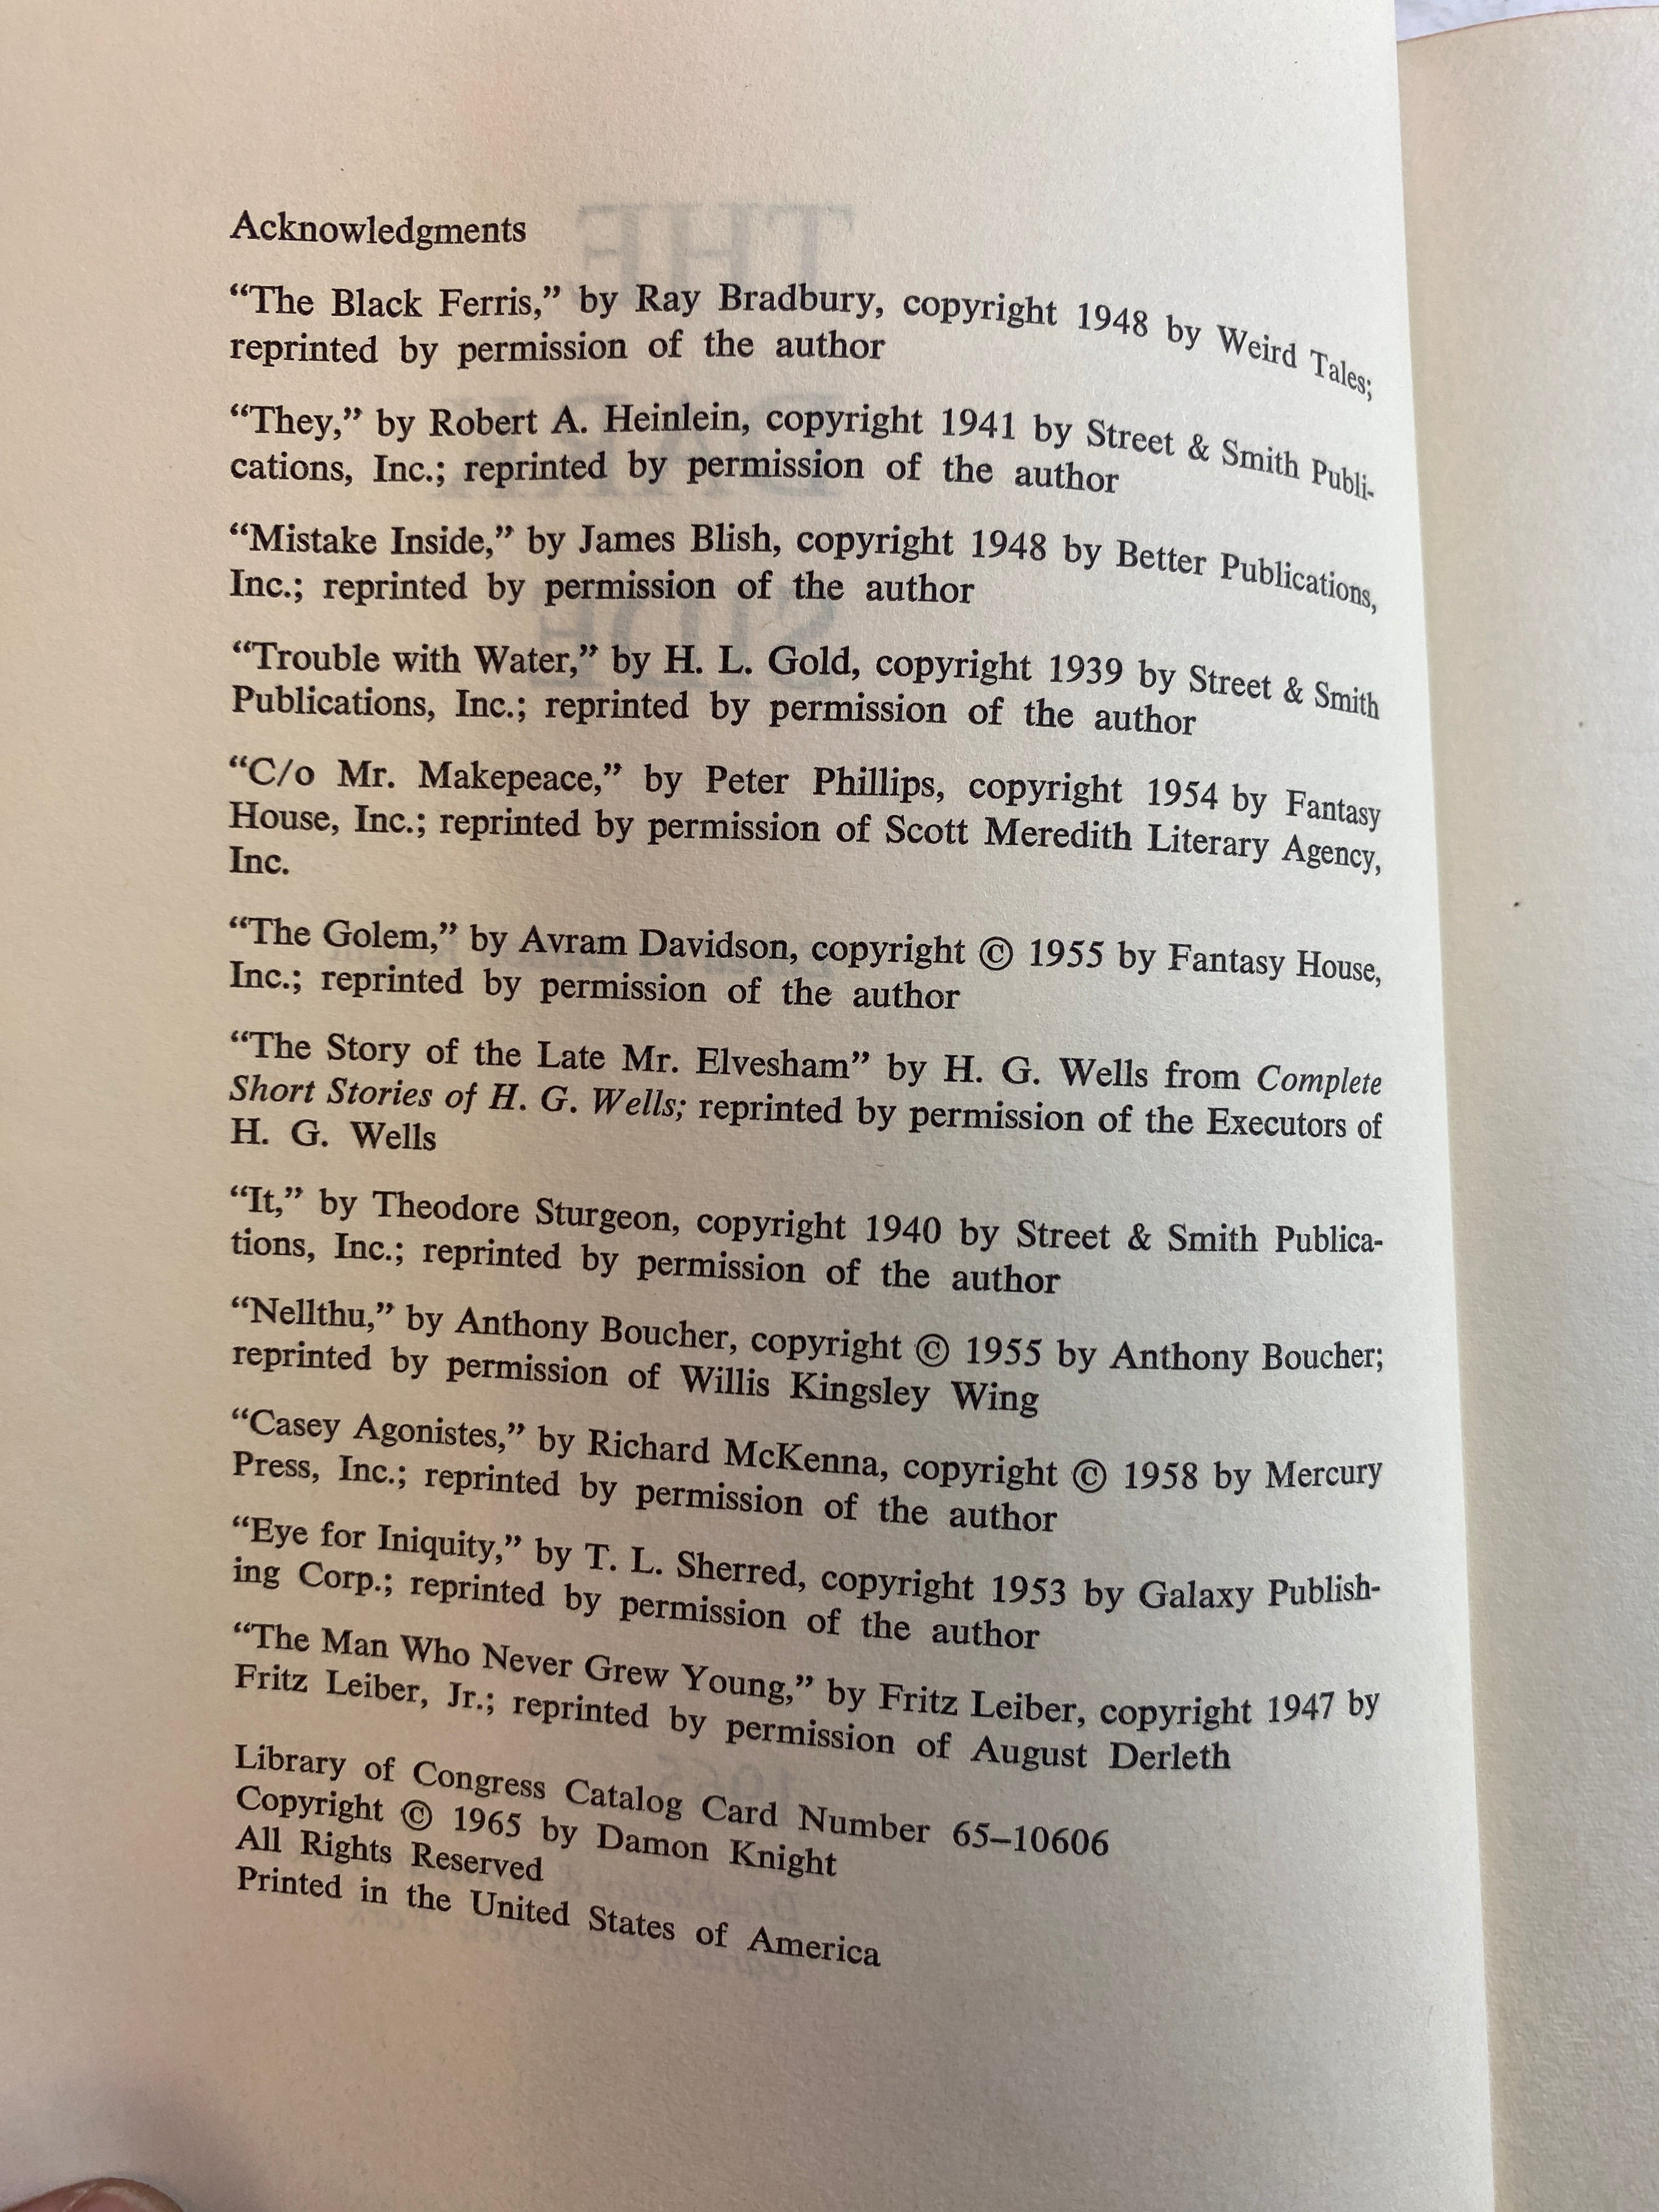 Acknowledgments
“The Black Ferris,” by Ray Bradbury, copyright 1948 by Weird Tales;
reprinted by permission of the author
“They,” by Robert A. Heinlein, copyright 1941 by Street & Smith Publi-
cations, Inc.; reprinted by permission of the author
“Mistake Inside,” by James Blish, copyright 1948 by Better Publications,
Inc.; reprinted by permission of the author
“Trouble with Water,” by H. L. Gold, copyright 1939 by Street & Smith
Publications, Inc.; reprinted by permission of the author
“C/o Mr. Makepeace,” by Peter Phillips, copyright 1954 by Fantasy
House, Inc.; reprinted by permission of Scott Meredith Literary Agency,
Inc.
“The Golem,” by Avram Davidson, copyright © 1955 by Fantasy House,
Inc.; reprinted by permission of the author
“The Story of the Late Mr. Elvesham” by H. G. Wells from Complete
Short Stories of H. G. Wells; reprinted by permission of the Executors of
H. G. Wells
“It,” by Theodore Sturgeon, copyright 1940 by Street & Smith Publica-
tions, Inc.; reprinted by permission of the author
“Nellthu,” by Anthony Boucher, copyright © 1955 by Anthony Boucher;
reprinted by permission of Willis Kingsley Wing
“Casey Agonistes,” by Richard McKenna, copyright © 1958 by Mercury
Press, Inc.; reprinted by permission of the author
“Eye for Iniquity,” by T. L. Sherred, copyright 1953 by Galaxy Publish-
ing Corp.; reprinted by permission of the author
“The Man Who Never Grew Young,” by Fritz Leiber, copyright 1947 by
Fritz Leiber, Jr.; reprinted by permission of August Derleth
Library of Congress Catalog Card Number 65–10606
Copyright © 1965 by Damon Knight
All Rights Reserved
Printed in the United States of America